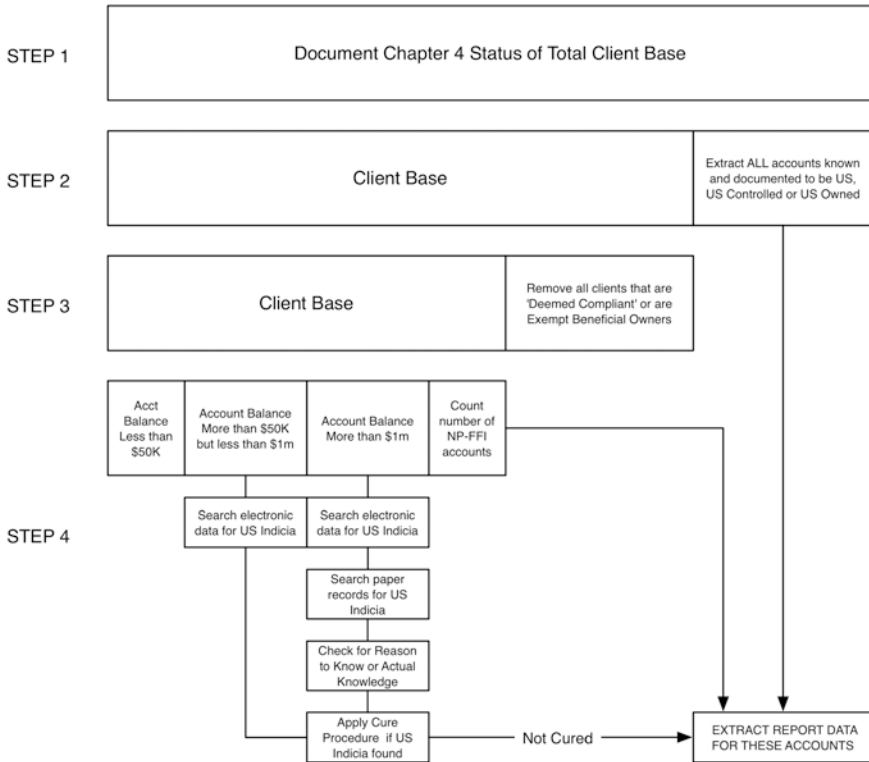 STEP 1
Document Chapter 4 Status of Total Client Base
STEP 2
Client Base
Extract ALL accounts known
and documented to be US,
US Controlled or US Owned
STEP 3
Client Base
Remove all clients that are
'Deemed Compliant' or are
Exempt Beneficial Owners
Acct
Balance
Less than
$50K
Account Balance
More than $50K
but less than $1m
Account Balance
More than $1m
Count
number of
NP-FFI
accounts
STEP 4
Search electronic
data for US Indicia
Search electronic
data for US Indicia
Search paper
records for US
Indicia
Check for Reason
to Know or Actual
Knowledge
Apply Cure
Procedure if US
Indicia found
Not Cured
EXTRACT REPORT DATA
FOR THESE ACCOUNTS